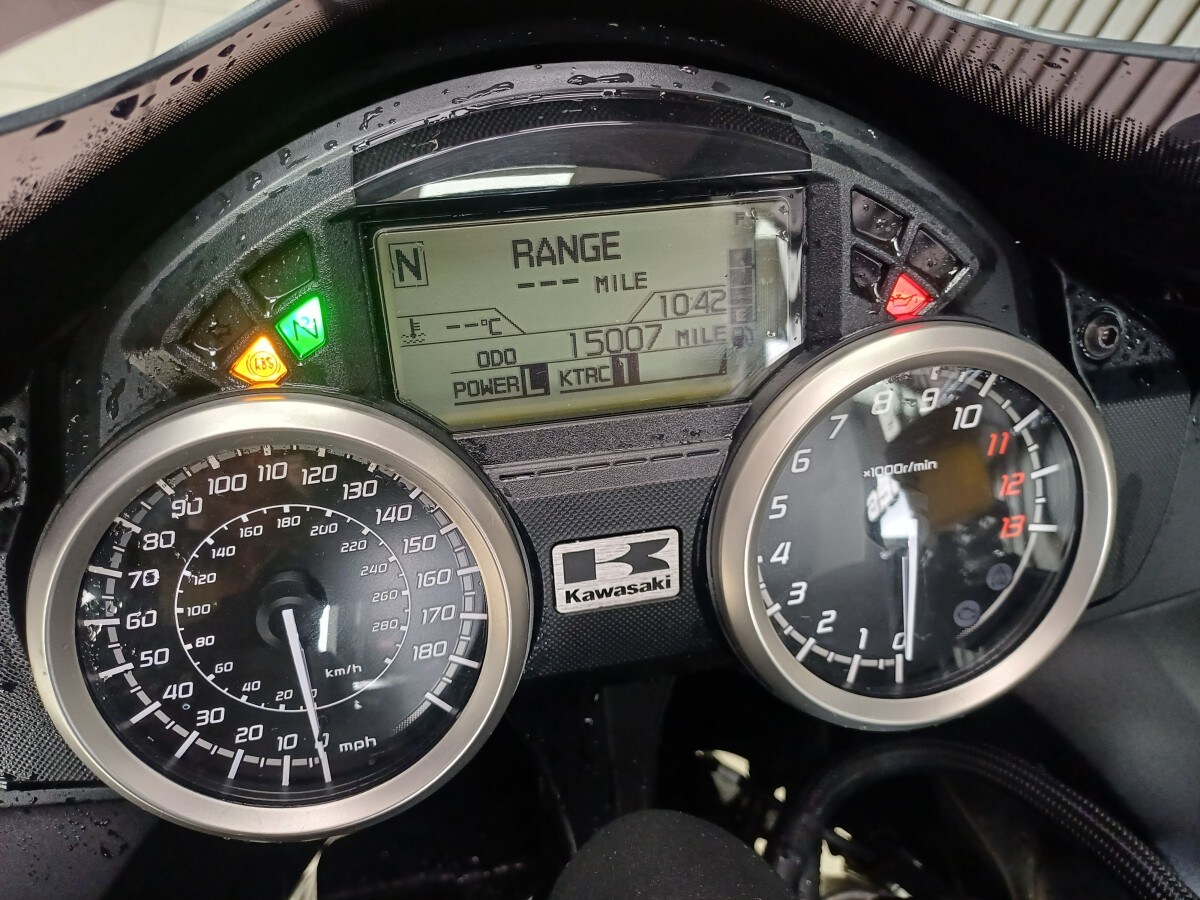 N
RANGE
--- MILE
F
--°C
10:42
ODO 15007 MILE
POWER L KTRC 1
N
ABS
0 10 20 30 40 50 60 70 80 90 100 110 120 130 140 150 160 170 180
mph
20 40 60 80 100 120 140 160 180 200 220 240 260 280
km/h
K
Kawasaki
0 1 2 3 4 5 6 7 8 9 10 11 12 13
×1000r/min